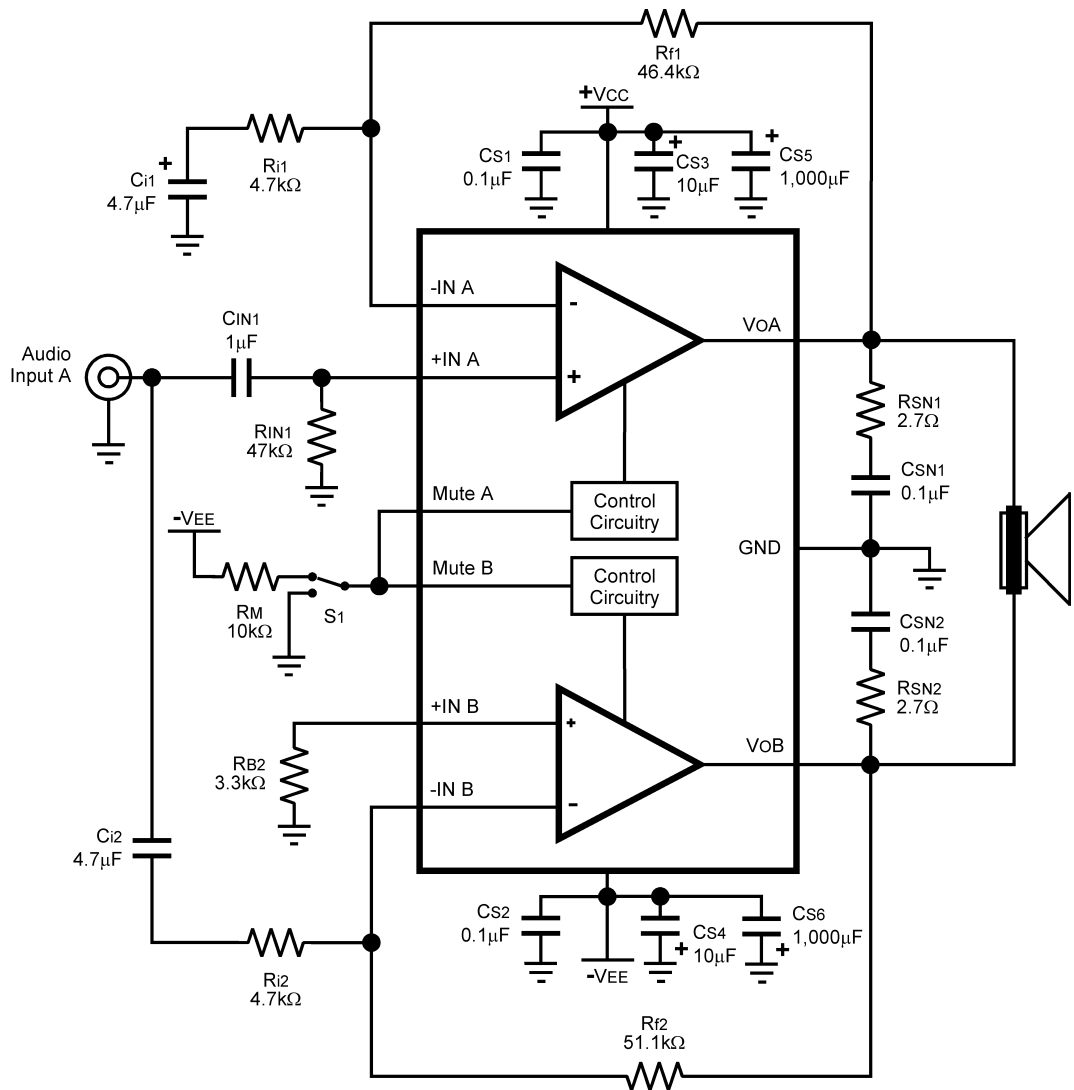 Rf1
46.4kΩ
+VCC
Ri1
4.7kΩ
Ci1
4.7µF
+
CS1
0.1µF
+
CS3
10µF
+
CS5
1,000µF
-IN A
-
VOA
CIN1
1µF
Audio
Input A
+IN A
+
RIN1
47kΩ
RSN1
2.7Ω
CSN1
0.1µF
Mute A
Control
Circuitry
-VEE
GND
Mute B
Control
Circuitry
RM
10kΩ
S1
CSN2
0.1µF
RSN2
2.7Ω
+IN B
+
VOB
RB2
3.3kΩ
-IN B
-
Ci2
4.7µF
CS2
0.1µF
CS4
10µF
+
CS6
1,000µF
+
-VEE
Ri2
4.7kΩ
Rf2
51.1kΩ